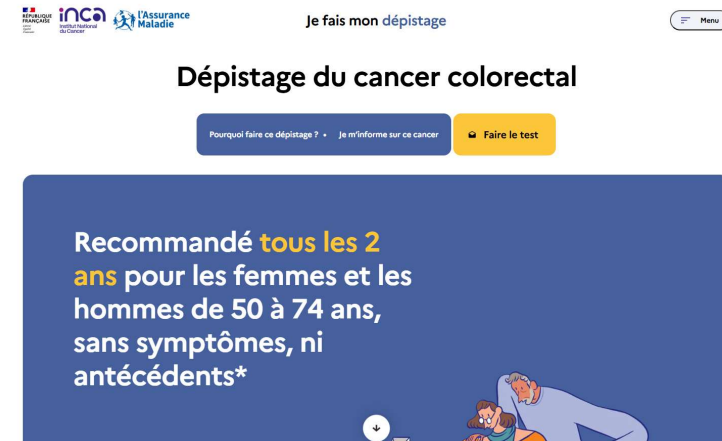 RÉPUBLIQUE
FRANÇAISE
inca
Institut National
du Cancer
l'Assurance
Maladie
Je fais mon dépistage
Menu
Dépistage du cancer colorectal
Pourquoi faire ce dépistage ? • Je m'informe sur ce cancer
Faire le test
Recommandé tous les 2
ans pour les femmes et les
hommes de 50 à 74 ans,
sans symptômes, ni
antécédents*